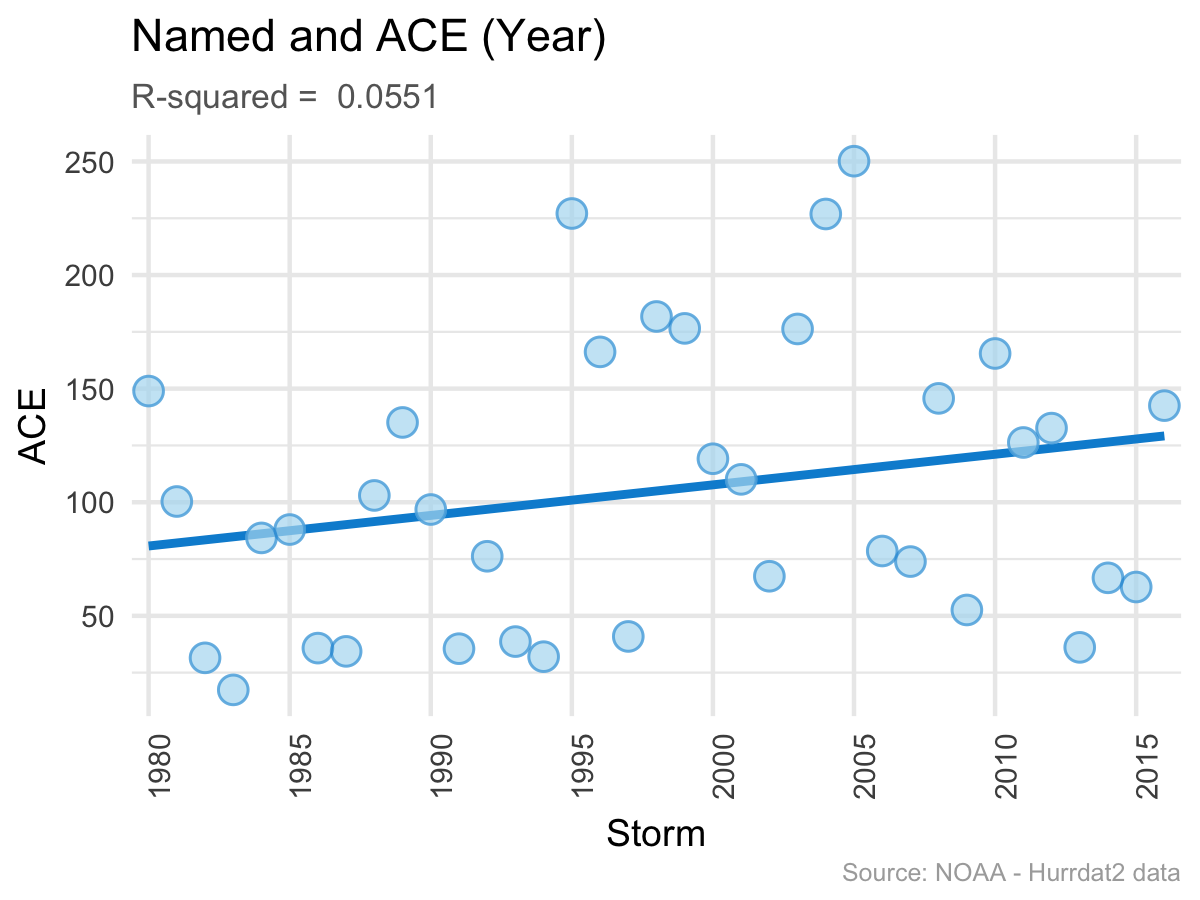 Named and ACE (Year)
R-squared =  0.0551
250
200
150
100
50
ACE
1980
1985
1990
1995
2000
2005
2010
2015
Storm
Source: NOAA - Hurrdat2 data